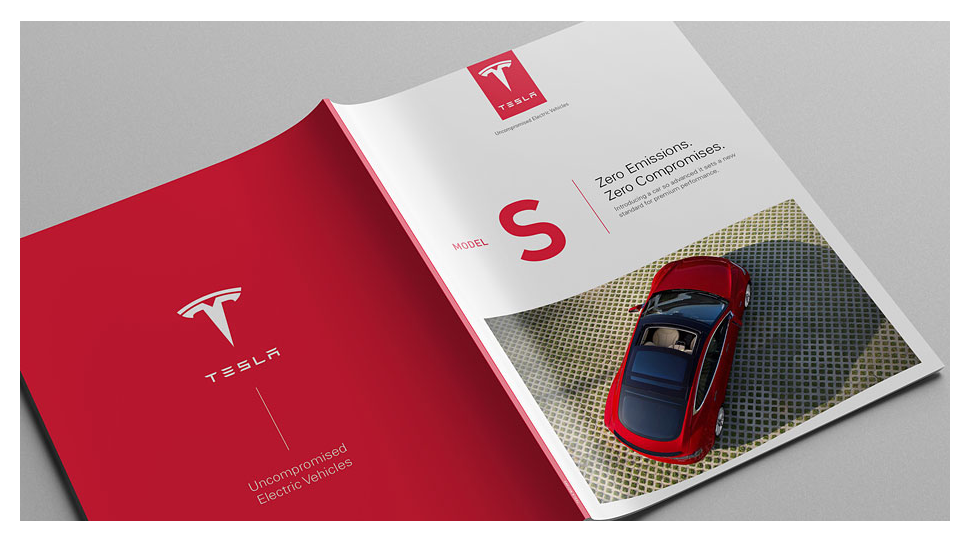 TESLA
Uncompromised
Electric Vehicles
TESLA
Uncompromised Electric Vehicles
MODEL S
Zero Emissions.
Zero Compromises.
Introducing a car so advanced it sets a new
standard for premium performance.